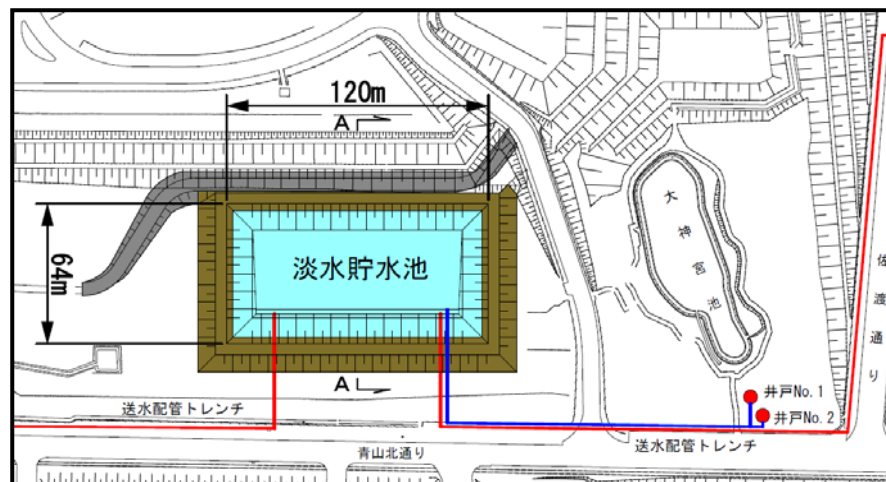 120m
A
64m
淡水貯水池
大神宮池
佐渡通り
A
井戸No.1
井戸No.2
送水配管トレンチ
送水配管トレンチ
青山北通り